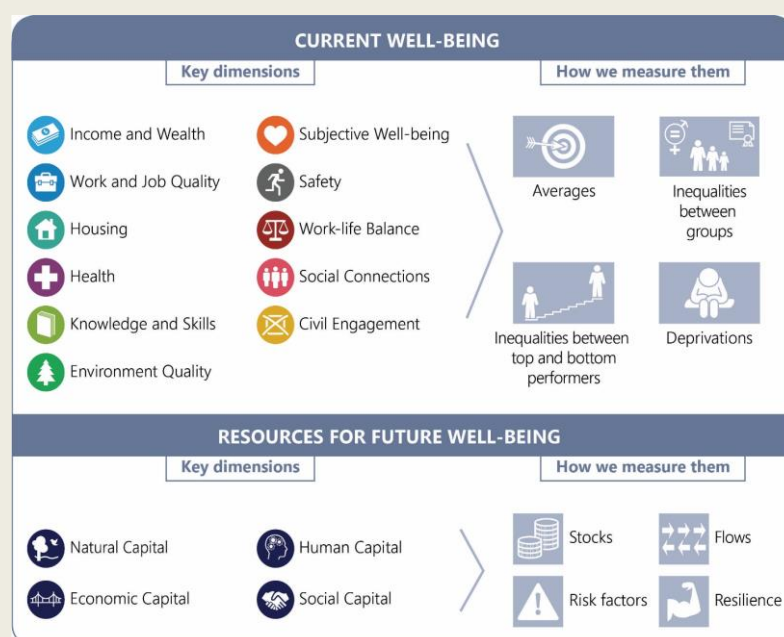 CURRENT WELL-BEING
Key dimensions
How we measure them
Income and Wealth
Work and Job Quality
Housing
Health
Knowledge and Skills
Environment Quality
Subjective Well-being
Safety
Work-life Balance
Social Connections
Civil Engagement
Averages
Inequalities
between
groups
Inequalities between
top and bottom
performers
Deprivations
RESOURCES FOR FUTURE WELL-BEING
Key dimensions
How we measure them
Natural Capital
Economic Capital
Human Capital
Social Capital
Stocks
Flows
Risk factors
Resilience